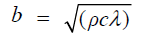 b = √(ρcλ)